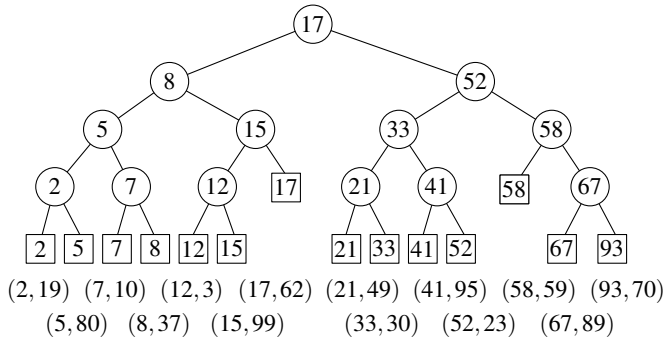 17
8 52
5 15 33 58
2 7 12 17 21 41 58 67
2 5 7 8 12 15 21 33 41 52 67 93
(2,19) (7,10) (12,3) (17,62) (21,49) (41,95) (58,59) (93,70)
(5,80) (8,37) (15,99) (33,30) (52,23) (67,89)